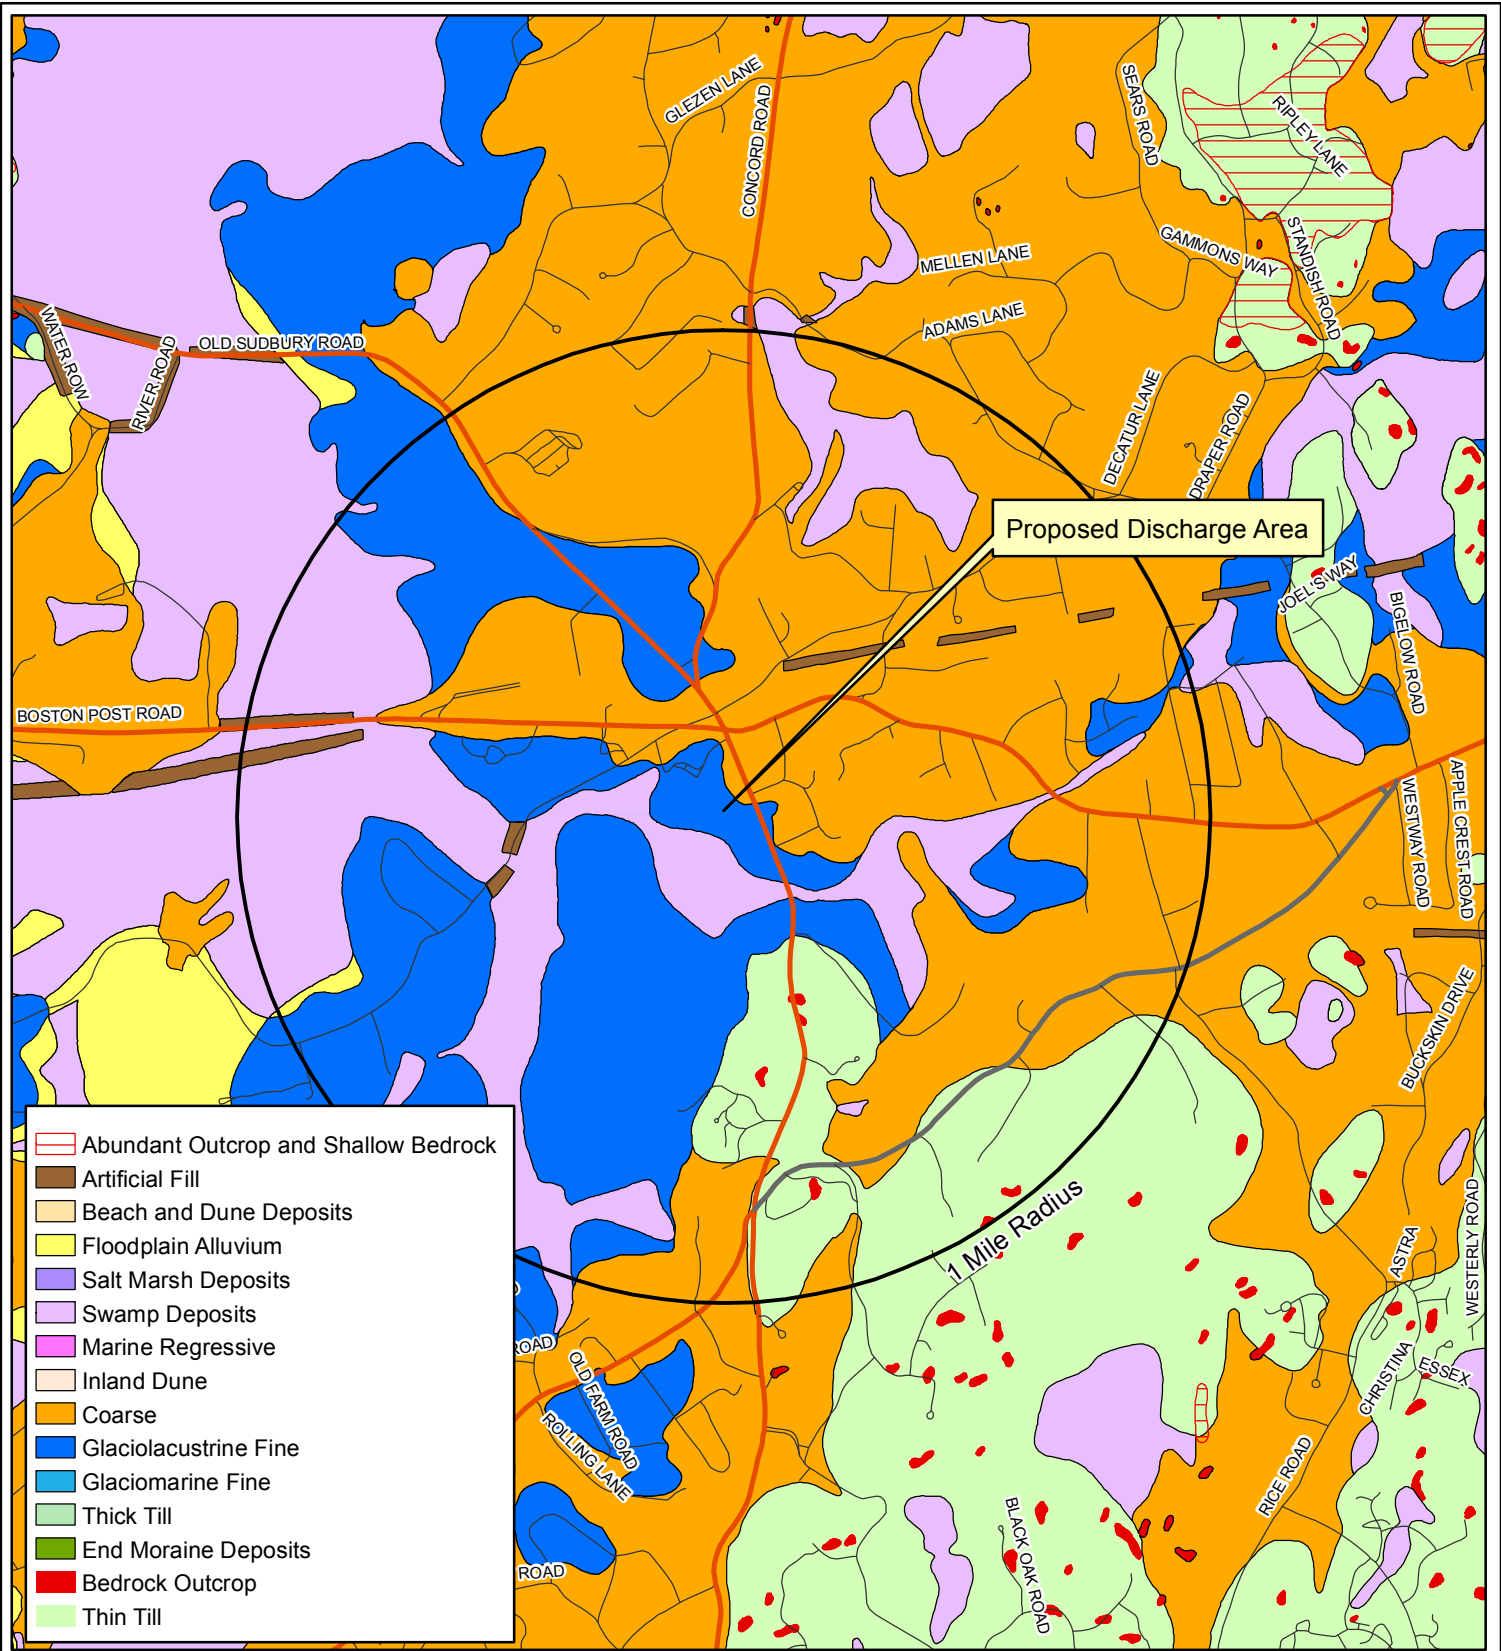 GLEZEN LANE
CONCORD ROAD
SEARS ROAD
RIPLEY LANE
STANDISH ROAD
GAMMONS WAY
MELLEN LANE
ADAMS LANE
WATER ROW
RIVER ROAD
OLD SUDBURY ROAD
DECATUR LANE
DRAPER ROAD
Proposed Discharge Area
JOEL'S WAY
BIGELOW ROAD
BOSTON POST ROAD
WESTWAY ROAD
APPLE CREST ROAD
BUCKSKIN DRIVE
1 Mile Radius
WESTERLY ROAD
ASTRA
CHRISTINA
ESSEX
ROAD
OLD FARM ROAD
ROLLING LANE
RICE ROAD
BLACK OAK ROAD
ROAD
Abundant Outcrop and Shallow Bedrock
Artificial Fill
Beach and Dune Deposits
Floodplain Alluvium
Salt Marsh Deposits
Swamp Deposits
Marine Regressive
Inland Dune
Coarse
Glaciolacustrine Fine
Glaciomarine Fine
Thick Till
End Moraine Deposits
Bedrock Outcrop
Thin Till